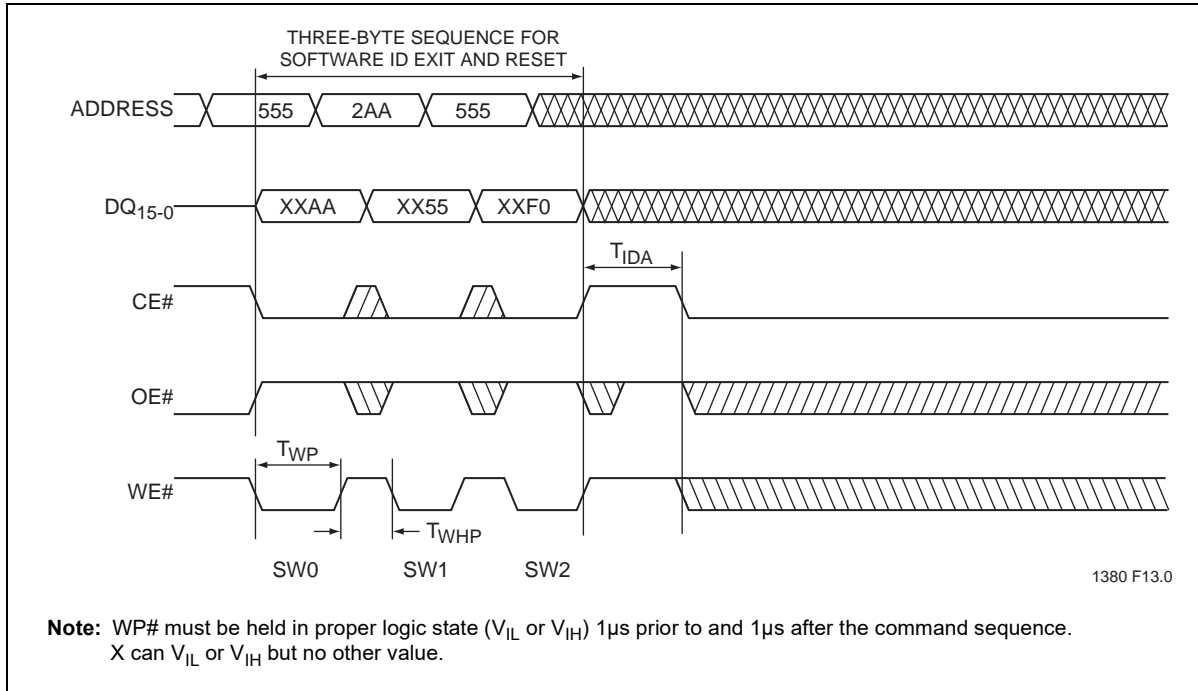 THREE-BYTE SEQUENCE FOR
SOFTWARE ID EXIT AND RESET
ADDRESS 555 2AA 555
DQ15-0 XXAA XX55 XXF0
TIDA
CE#
OE#
TWP
WE#
TWHP
SW0 SW1 SW2
1380 F13.0
Note: WP# must be held in proper logic state (VIL or VIH) 1µs prior to and 1µs after the command sequence.
X can VIL or VIH but no other value.